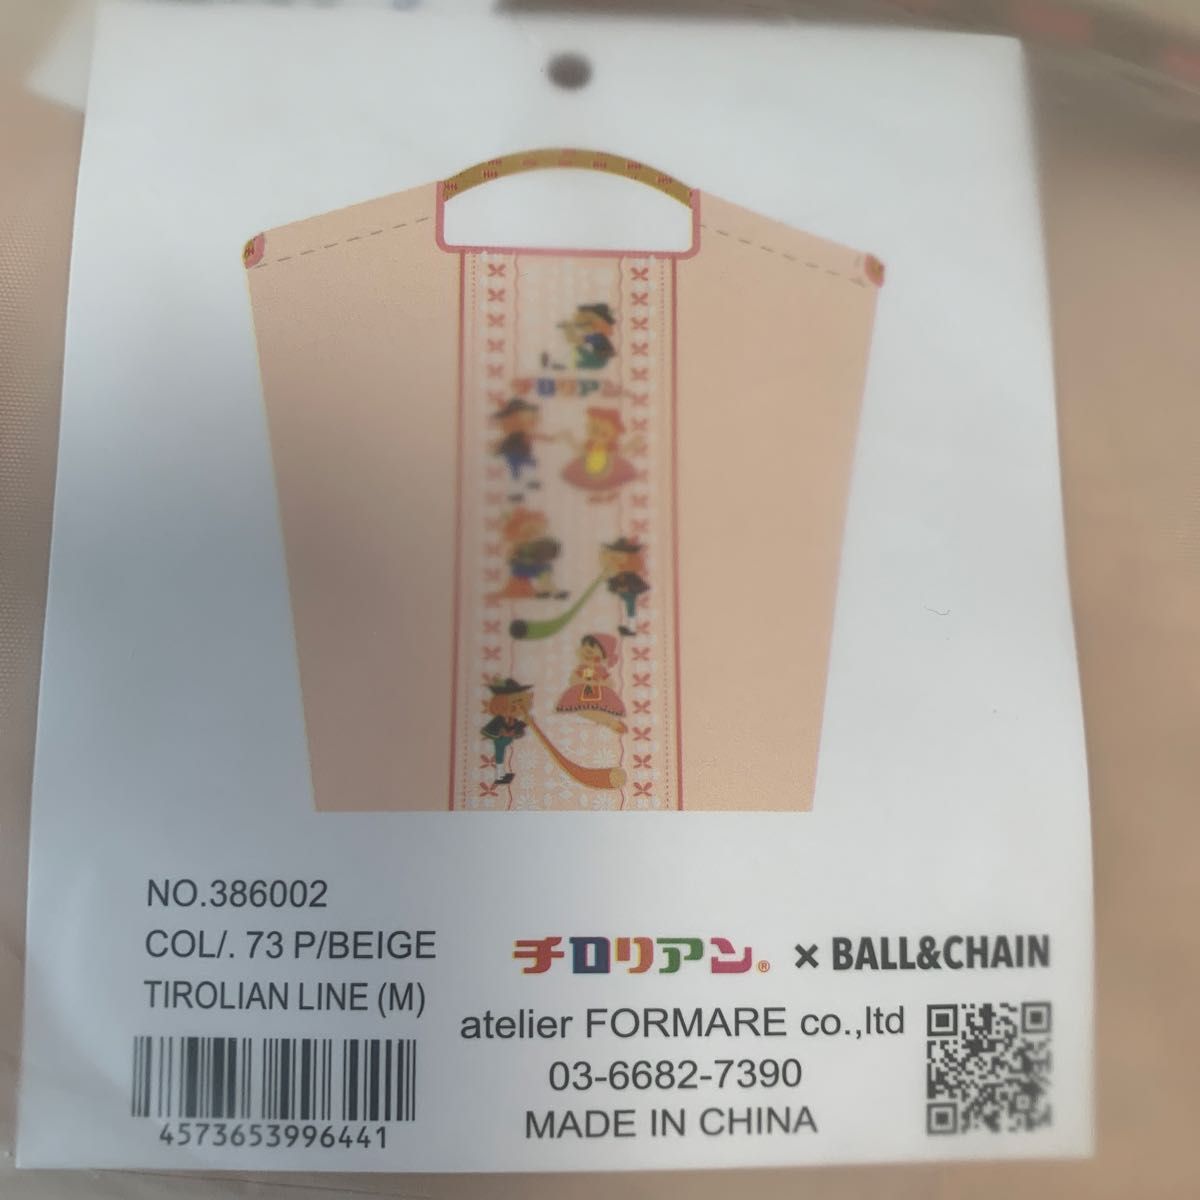 チロリアン
NO.386002
COL/. 73 P/BEIGE
TIROLIAN LINE (M)
4573653996441
チロリアン® × BALL&CHAIN
atelier FORMARE co.,ltd
03-6682-7390
MADE IN CHINA